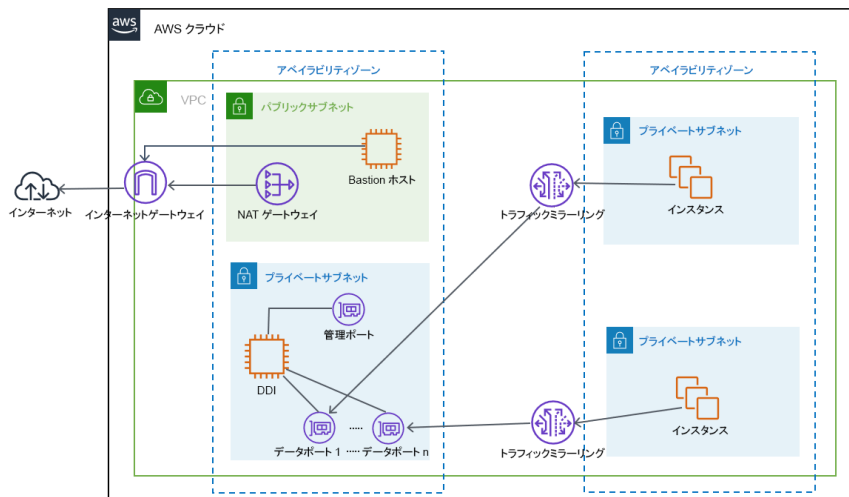 aws
AWS クラウド
アベイラビリティゾーン
アベイラビリティゾーン
VPC
パブリックサブネット
プライベートサブネット
Bastion ホスト
インターネット
インターネットゲートウェイ
NAT ゲートウェイ
トラフィックミラーリング
インスタンス
プライベートサブネット
管理ポート
プライベートサブネット
DDI
.....
データポート 1 ..... データポート n
トラフィックミラーリング
インスタンス